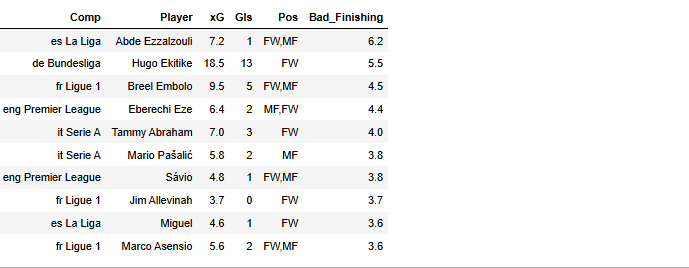 Comp Player xG Gls Pos Bad_Finishing
es La Liga Abde Ezzalzouli 7.2 1 FW,MF 6.2
de Bundesliga Hugo Ekitike 18.5 13 FW 5.5
fr Ligue 1 Breel Embolo 9.5 5 FW,MF 4.5
eng Premier League Eberechi Eze 6.4 2 MF,FW 4.4
it Serie A Tammy Abraham 7.0 3 FW 4.0
it Serie A Mario Pašalić 5.8 2 MF 3.8
eng Premier League Sávio 4.8 1 FW,MF 3.8
fr Ligue 1 Jim Allevinah 3.7 0 FW 3.7
es La Liga Miguel 4.6 1 FW 3.6
fr Ligue 1 Marco Asensio 5.6 2 FW,MF 3.6